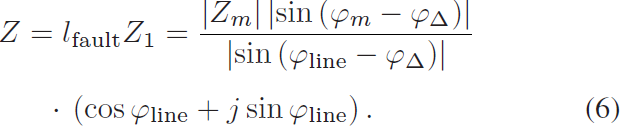 Z = l_fault Z_1 = |Z_m| |sin (φ_m − φ_Δ)| / |sin (φ_line − φ_Δ)|
· (cos φ_line + j sin φ_line) . (6)